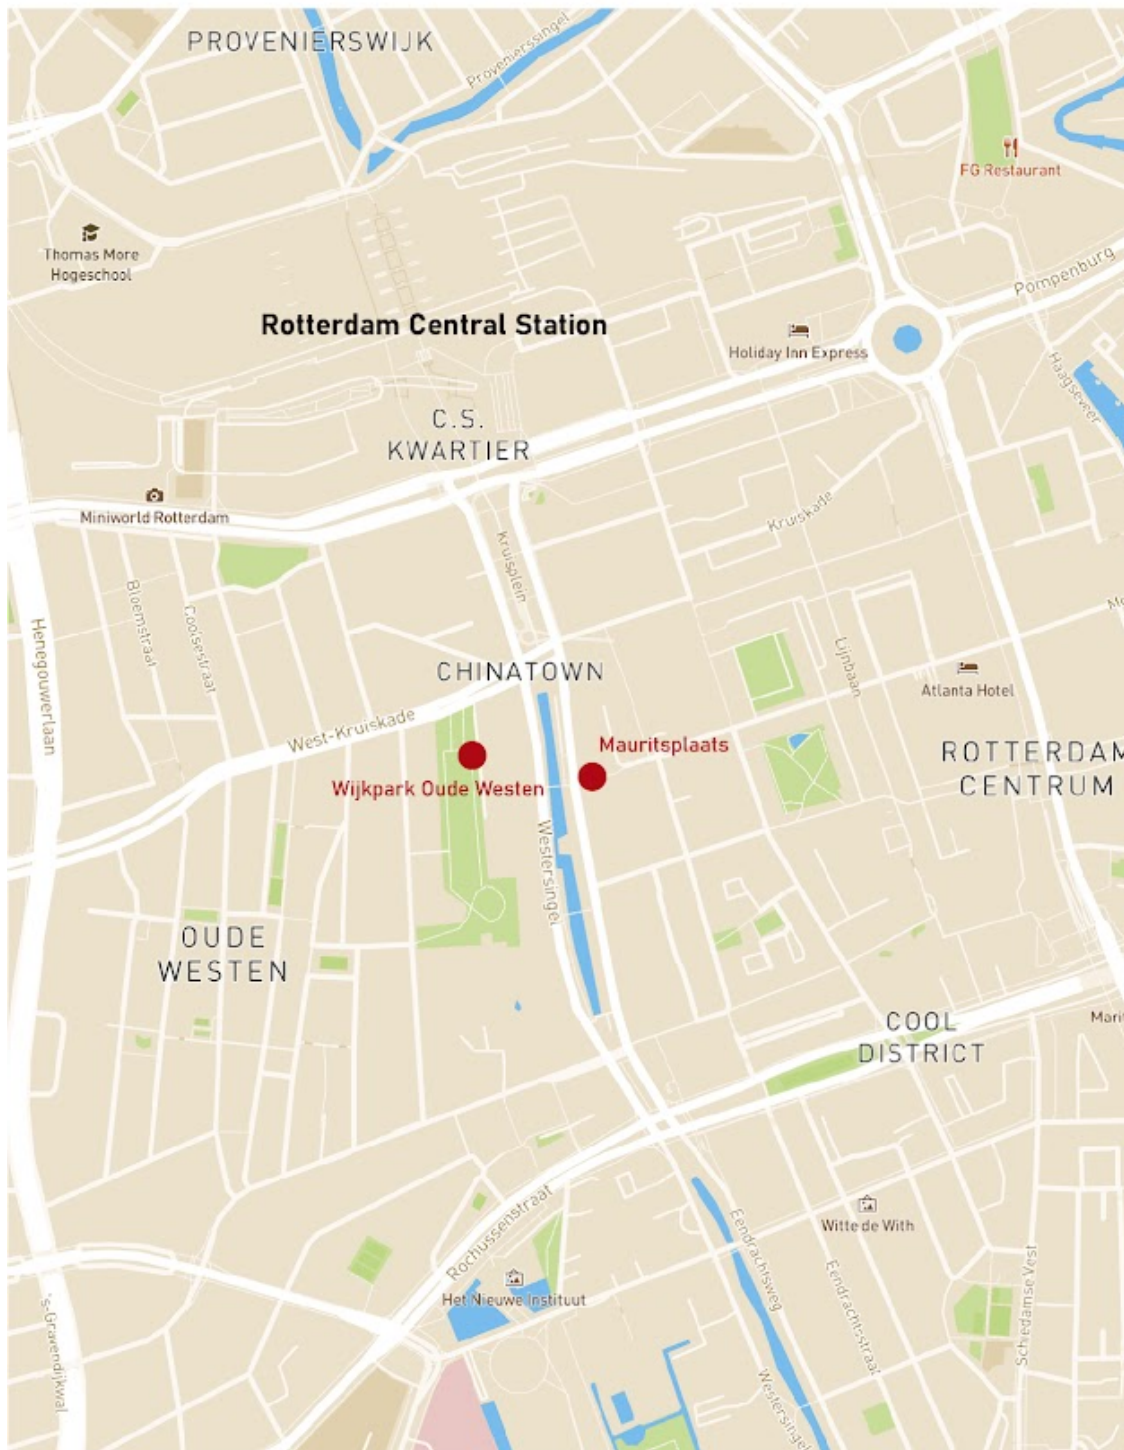 PROVENIERSWIJK
Provenierssingel
FG Restaurant
Thomas More
Hogeschool
Pompenburg
Rotterdam Central Station
Holiday Inn Express
Haagseveer
C.S.
KWARTIER
Miniworld Rotterdam
Kruiskade
Kruisplein
Bloemstraat
Coolsestraat
Henegouwerlaan
Lijnbaan
CHINATOWN
Atlanta Hotel
West-Kruiskade
Mauritsplaats
ROTTERDAM
CENTRUM
Wijkpark Oude Westen
Westersingel
OUDE
WESTEN
COOL
DISTRICT
Rochussenstraat
Witte de With
Eendrachtsweg
Eendrachtsstraat
Schiedamse Vest
Het Nieuwe Instituut
's-Gravendijkwal
Westersingel